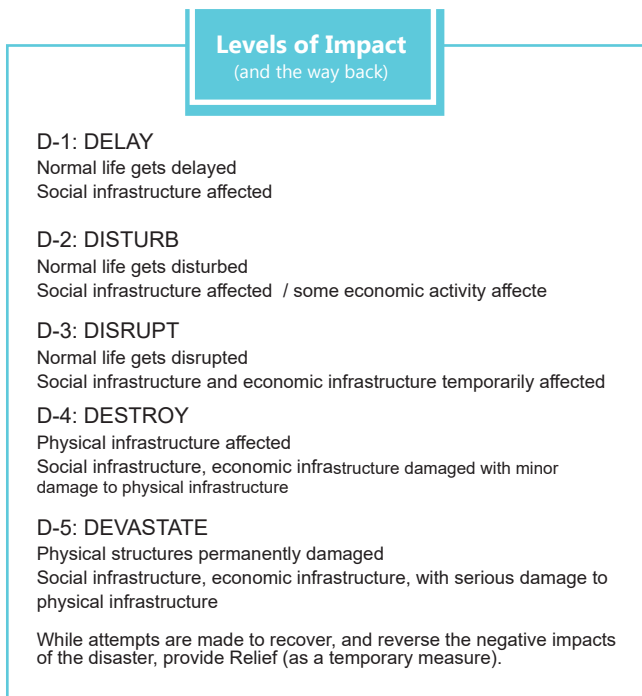 Levels of Impact
(and the way back)
D-1: DELAY
Normal life gets delayed
Social infrastructure affected
D-2: DISTURB
Normal life gets disturbed
Social infrastructure affected / some economic activity affecte
D-3: DISRUPT
Normal life gets disrupted
Social infrastructure and economic infrastructure temporarily affected
D-4: DESTROY
Physical infrastructure affected
Social infrastructure, economic infrastructure damaged with minor
damage to physical infrastructure
D-5: DEVASTATE
Physical structures permanently damaged
Social infrastructure, economic infrastructure, with serious damage to
physical infrastructure
While attempts are made to recover, and reverse the negative impacts
of the disaster, provide Relief (as a temporary measure).